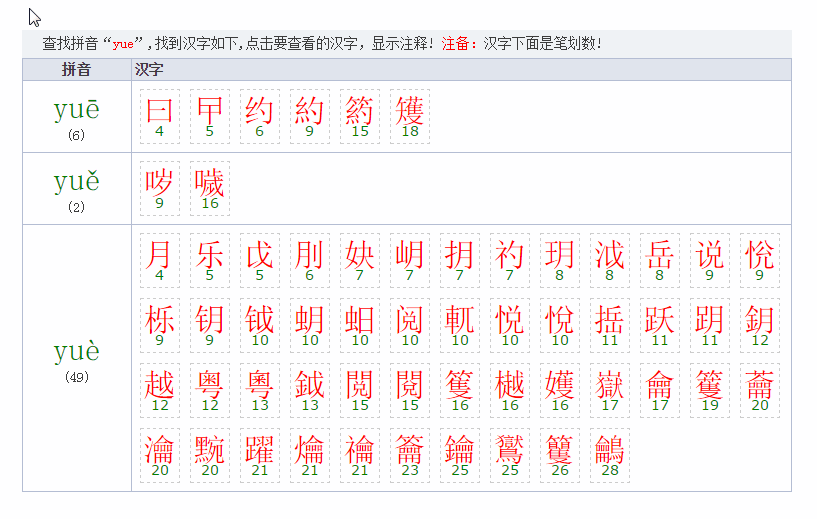 查找拼音“yue”,找到汉字如下,点击要查看的汉字，显示注释! 注备：汉字下面是笔划数!
拼音 汉字
yuē 曰 曱 约 約 箹 矱
(6) 4 5 6 9 15 18
yuě 哕 噦
(2) 9 16
月 乐 戉 刖 妜 岄 抈 礿 玥 泧 岳 说 恱
4 5 5 6 7 7 7 7 8 8 8 9 9
栎 钥 钺 蚏 蚎 阅 軏 悦 悅 捳 跃 跀 鈅
9 9 10 10 10 10 10 10 10 11 11 11 12
yuè
(49)
越 粤 粵 鉞 閲 閱 篗 樾 嬳 嶽 龠 籆 蘥
12 12 13 13 15 15 16 16 16 17 17 19 20
瀹 黦 躍 爚 禴 籥 鑰 鸑 籰 鸙
20 20 21 21 21 23 25 25 26 28